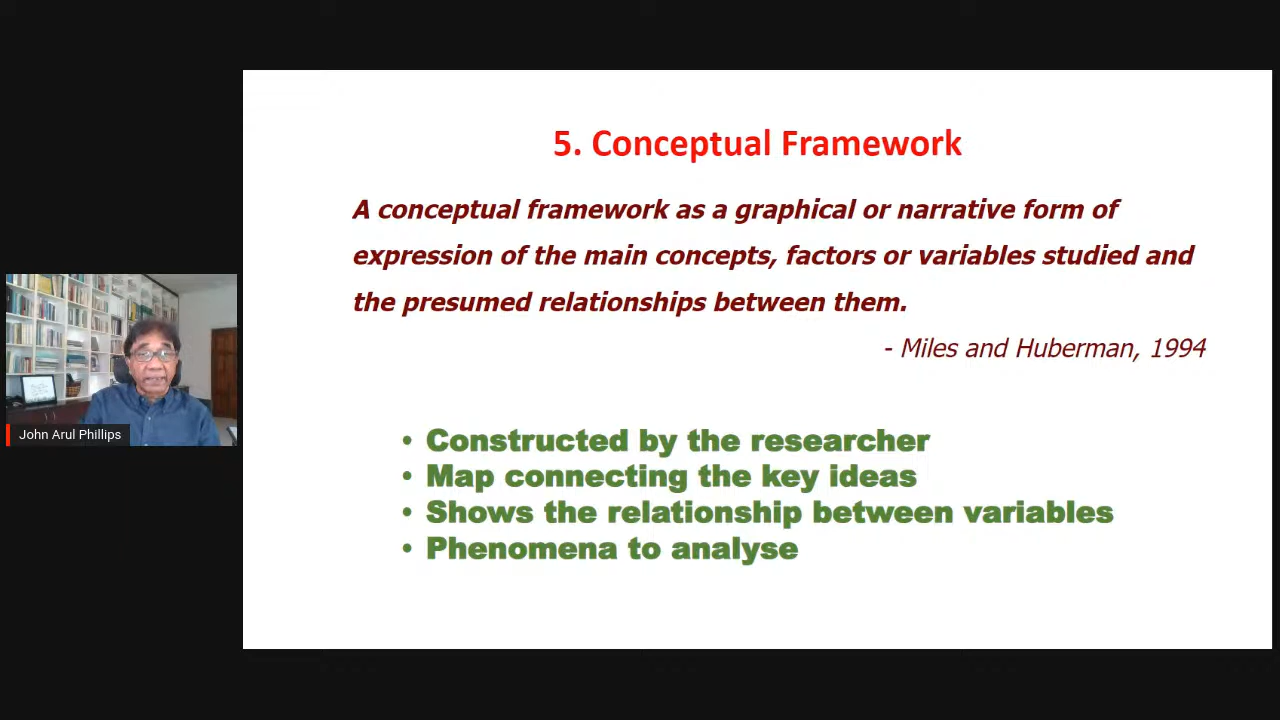 5. Conceptual Framework
A conceptual framework as a graphical or narrative form of
expression of the main concepts, factors or variables studied and
the presumed relationships between them.
- Miles and Huberman, 1994
• Constructed by the researcher
• Map connecting the key ideas
• Shows the relationship between variables
• Phenomena to analyse
John Arul Phillips